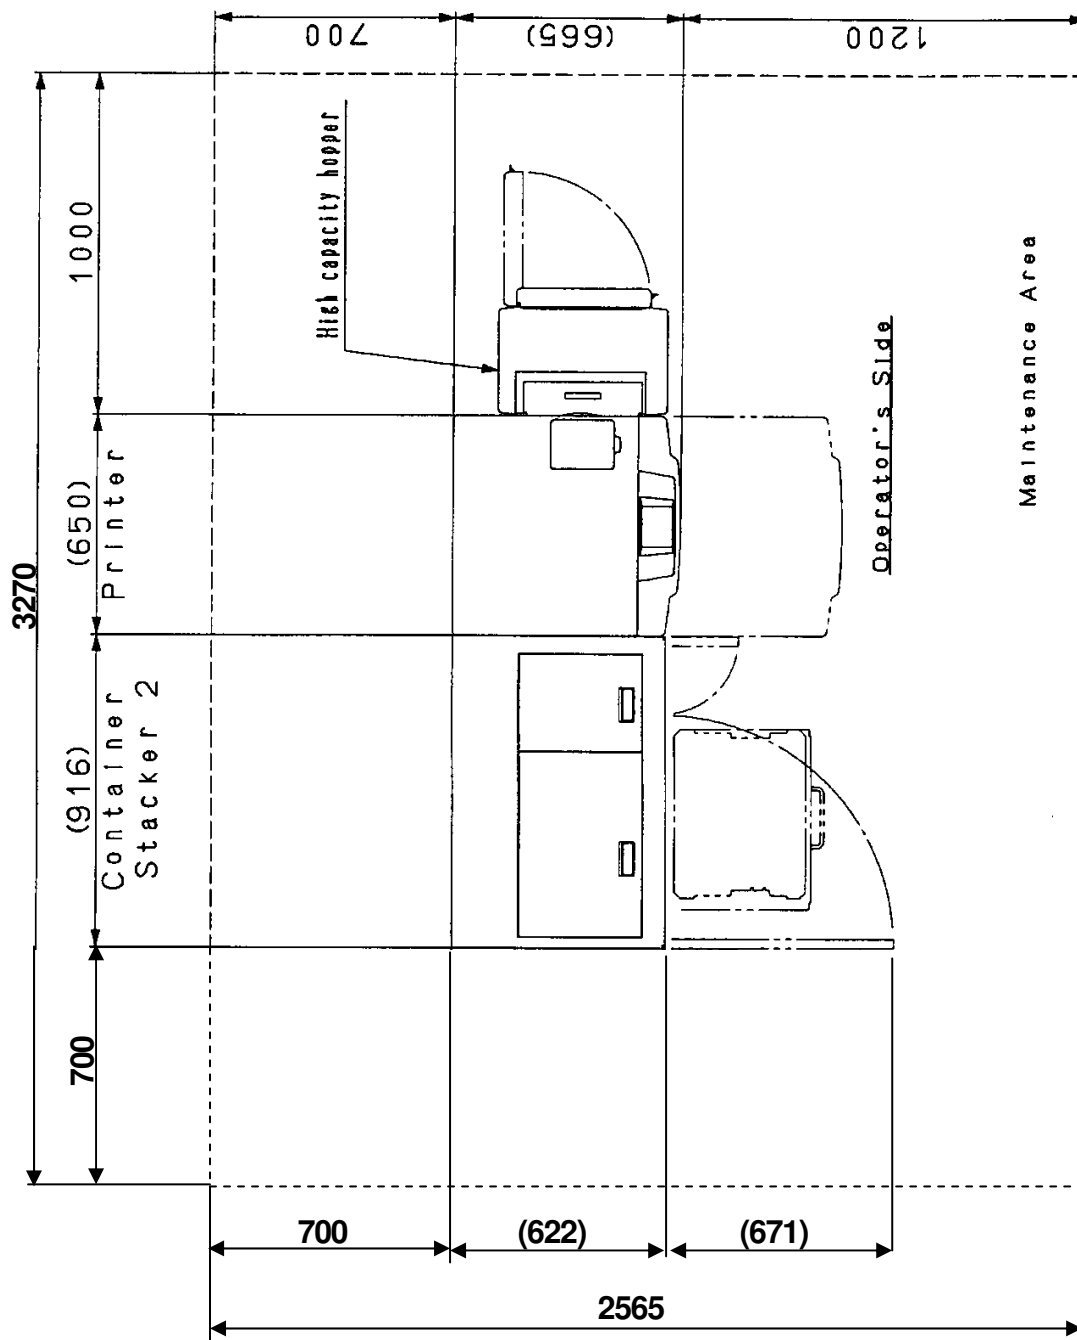 700
(665)
1200
High capacity hopper
1000
Maintenance Area
Operator's Side
(650)
Printer
3270
(916)
Container
Stacker 2
700
700
(622)
(671)
2565